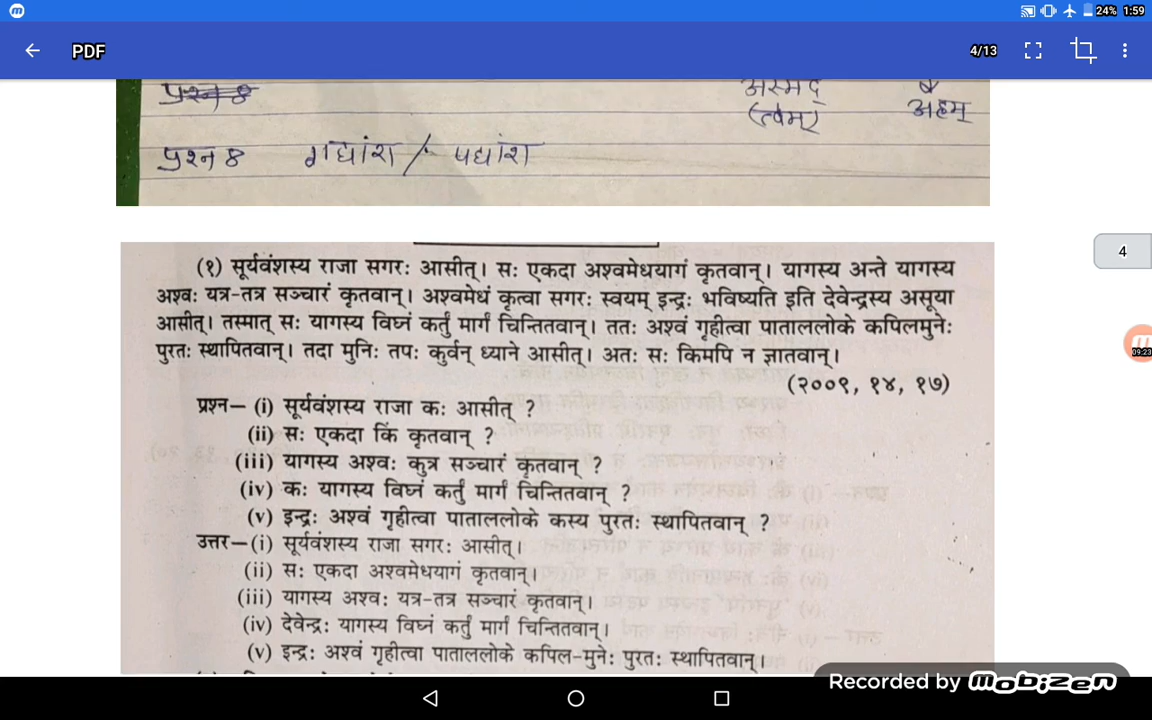 24% 1:59
PDF
4/13
प्रश्न 8
अस्मद्
(त्वम्)
अहम्
प्रश्न 8 गद्यांश / पद्यांश
4
(१) सूर्यवंशस्य राजा सगरः आसीत्। सः एकदा अश्वमेधयागं कृतवान्। यागस्य अन्ते यागस्य
अश्वः यत्र-तत्र सञ्चारं कृतवान्। अश्वमेधं कृत्वा सगरः स्वयम् इन्द्रः भविष्यति इति देवेन्द्रस्य असूया
आसीत्। तस्मात् सः यागस्य विघ्नं कर्तुं मार्गं चिन्तितवान्। ततः अश्वं गृहीत्वा पाताललोके कपिलमुनेः
पुरतः स्थापितवान्। तदा मुनिः तपः कुर्वन् ध्याने आसीत्। अतः सः किमपि न ज्ञातवान्।
(२००९, १४, १७)
प्रश्न– (i) सूर्यवंशस्य राजा कः आसीत् ?
(ii) सः एकदा किं कृतवान् ?
(iii) यागस्य अश्वः कुत्र सञ्चारं कृतवान् ?
(iv) कः यागस्य विघ्नं कर्तुं मार्गं चिन्तितवान् ?
(v) इन्द्रः अश्वं गृहीत्वा पाताललोके कस्य पुरतः स्थापितवान् ?
उत्तर–(i) सूर्यवंशस्य राजा सगरः आसीत्।
(ii) सः एकदा अश्वमेधयागं कृतवान्।
(iii) यागस्य अश्वः यत्र-तत्र सञ्चारं कृतवान्।
(iv) देवेन्द्रः यागस्य विघ्नं कर्तुं मार्गं चिन्तितवान्।
(v) इन्द्रः अश्वं गृहीत्वा पाताललोके कपिल-मुनेः पुरतः स्थापितवान्।
09:23
Recorded by mobizen